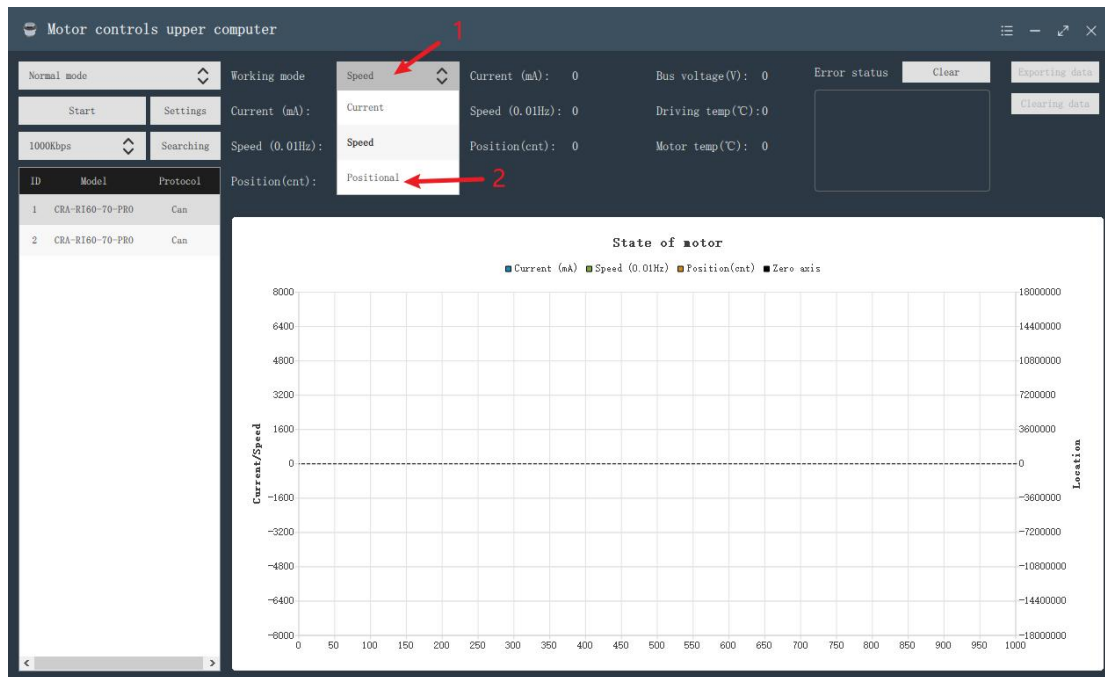 Motor controls upper computer
1
Normal mode
Working mode
Speed
Current (mA): 0
Bus voltage(V): 0
Error status
Clear
Exporting data
Start
Settings
Current (mA):
Current
Speed (0.01Hz): 0
Driving temp(℃):0
Clearing data
1000Kbps
Searching
Speed (0.01Hz):
Speed
Position(cnt): 0
Motor temp(℃): 0
ID Model Protocol
Position(cnt):
Positional
2
1 CRA-RI60-70-PRO Can
2 CRA-RI60-70-PRO Can
State of motor
Current (mA) Speed (0.01Hz) Position(cnt) Zero axis
8000 18000000
6400 14400000
4800 10800000
3200 7200000
1600 3600000
0 0
-1600 -3600000
-3200 -7200000
-4800 -10800000
-6400 -14400000
-8000 -18000000
Current/Speed
Location
0 50 100 150 200 250 300 350 400 450 500 550 600 650 700 750 800 850 900 950 1000